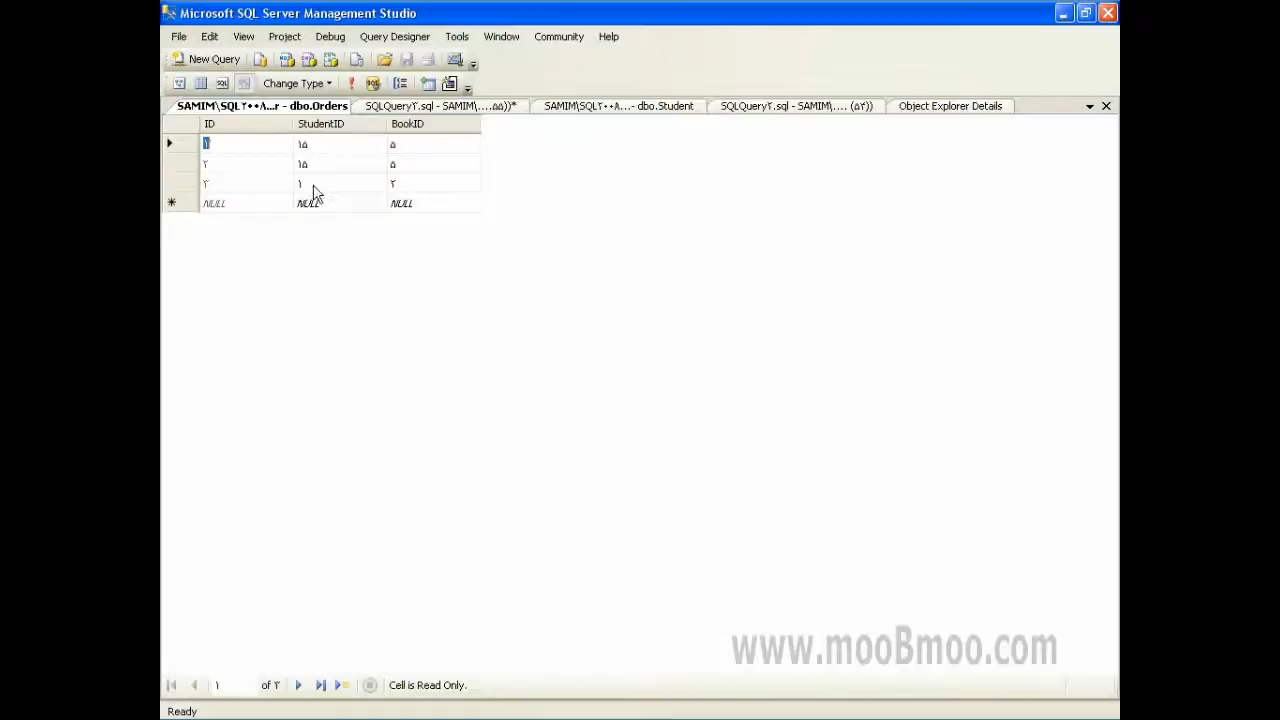 Microsoft SQL Server Management Studio
File Edit View Project Debug Query Designer Tools Window Community Help
New Query
Change Type
SAMIM\SQL۲۰۰۸...r - dbo.Orders SQLQuery۳.sql - SAMIM\....۵۵))* SAMIM\SQL۲۰۰۸...- dbo.Student SQLQuery۲.sql - SAMIM\.... (۵۴)) Object Explorer Details
ID StudentID BookID
۱ ۱۵ ۵
۲ ۱۵ ۵
۳ ۱ ۲
NULL NULL NULL
www.mooBmoo.com
۱ of ۳ Cell is Read Only.
Ready